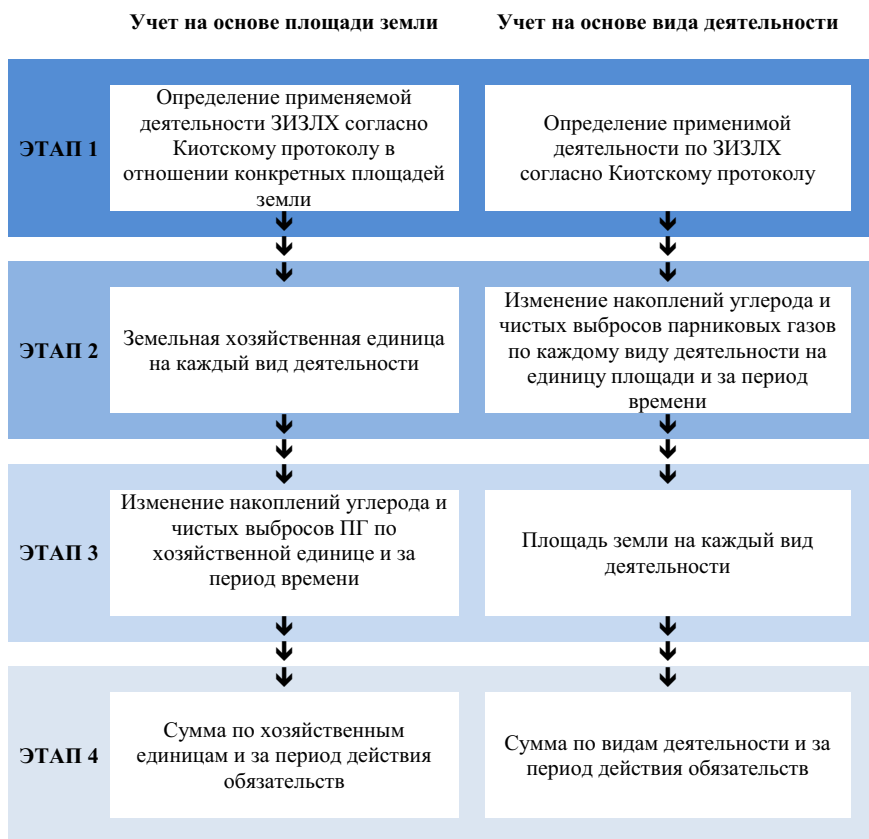 Учет на основе площади земли
Учет на основе вида деятельности
ЭТАП 1
Определение применяемой
деятельности ЗИЗЛХ согласно
Киотскому протоколу в
отношении конкретных площадей
земли
Определение применимой
деятельности по ЗИЗЛХ
согласно Киотскому протоколу
ЭТАП 2
Земельная хозяйственная единица
на каждый вид деятельности
Изменение накоплений углерода и
чистых выбросов парниковых газов
по каждому виду деятельности на
единицу площади и за период
времени
ЭТАП 3
Изменение накоплений углерода и
чистых выбросов ПГ по
хозяйственной единице и за
период времени
Площадь земли на каждый вид
деятельности
ЭТАП 4
Сумма по хозяйственным
единицам и за период действия
обязательств
Сумма по видам деятельности и за
период действия обязательств